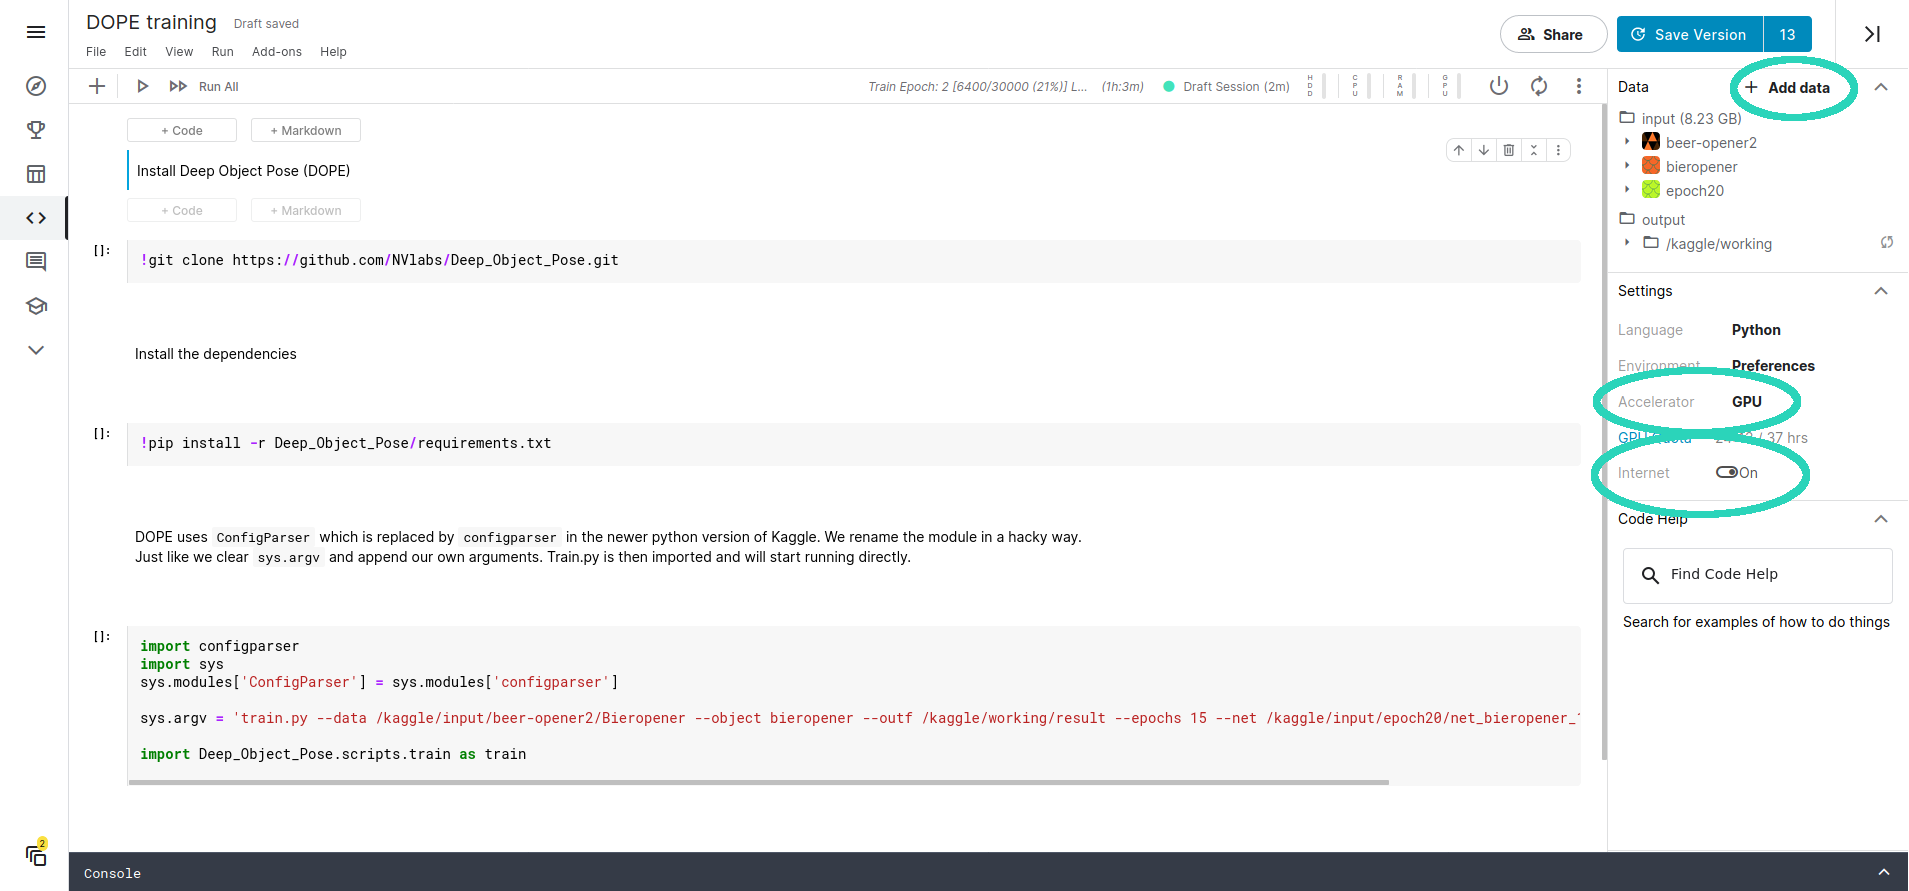 DOPE training Draft saved
File Edit View Run Add-ons Help
Share
Save Version 13
Run All
Train Epoch: 2 [6400/30000 (21%)] L... (1h:3m)
Draft Session (2m)
HDD
CPU
RAM
GPU
+ Code + Markdown
Install Deep Object Pose (DOPE)
+ Code + Markdown
[]:
!git clone https://github.com/NVlabs/Deep_Object_Pose.git
Install the dependencies
[]:
!pip install -r Deep_Object_Pose/requirements.txt
DOPE uses ConfigParser which is replaced by configparser in the newer python version of Kaggle. We rename the module in a hacky way.
Just like we clear sys.argv and append our own arguments. Train.py is then imported and will start running directly.
[]:
import configparser
import sys
sys.modules['ConfigParser'] = sys.modules['configparser']
sys.argv = 'train.py --data /kaggle/input/beer-opener2/Bieropener --object bieropener --outf /kaggle/working/result --epochs 15 --net /kaggle/input/epoch20/net_bieropener_
import Deep_Object_Pose.scripts.train as train
Data
+ Add data
input (8.23 GB)
beer-opener2
bieropener
epoch20
output
/kaggle/working
Settings
Language Python
Environment Preferences
Accelerator GPU
GPU / 37 hrs
Internet On
Code Help
Find Code Help
Search for examples of how to do things
2
Console